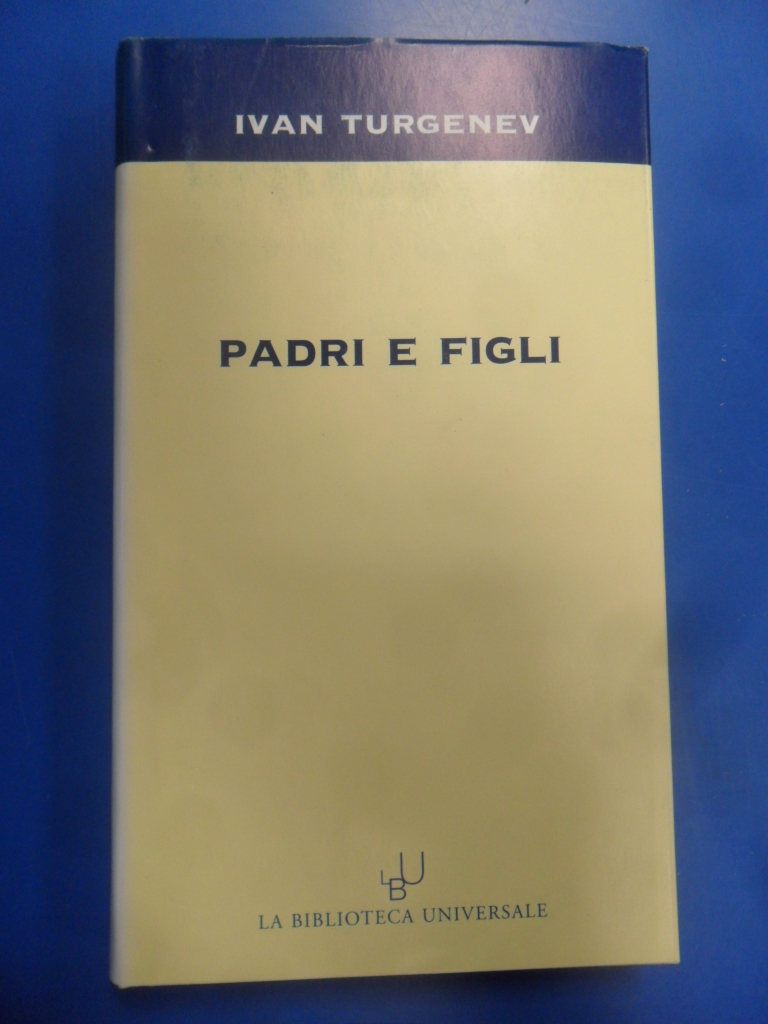 IVAN TURGENEV
PADRI E FIGLI
LBU
LA BIBLIOTECA UNIVERSALE